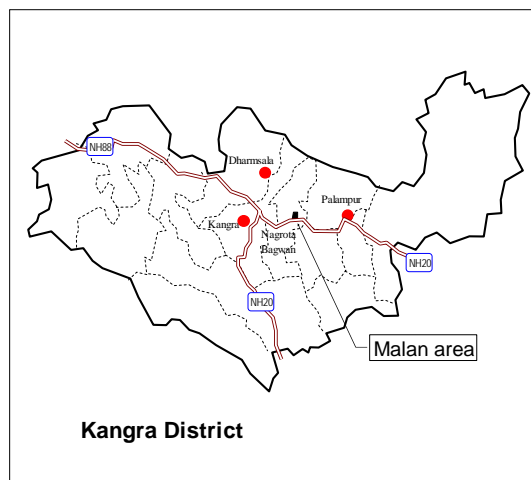 NH88
Dharmsala
Palampur
Kangra
Nagrota
Bagwan
NH20
NH20
Malan area
Kangra District